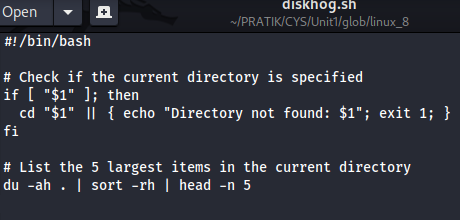 Open
diskhog.sh
~/PRATIK/CYS/Unit1/glob/linux_8
#!/bin/bash
# Check if the current directory is specified
if [ "$1" ]; then
  cd "$1" || { echo "Directory not found: $1"; exit 1; }
fi
# List the 5 largest items in the current directory
du -ah . | sort -rh | head -n 5